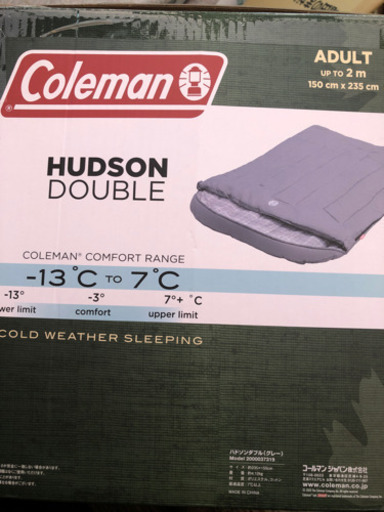 Coleman®
ADULT
UP TO 2 m
150 cm x 235 cm
HUDSON
DOUBLE
COLEMAN® COMFORT RANGE
-13°C TO 7°C
-13° -3° 7°+ °C
wer limit comfort upper limit
COLD WEATHER SLEEPING
ハドソンダブル(グレー)
Model 2000037315
MADE IN CHINA
コールマン ジャパン株式会社
www.coleman.co.jp